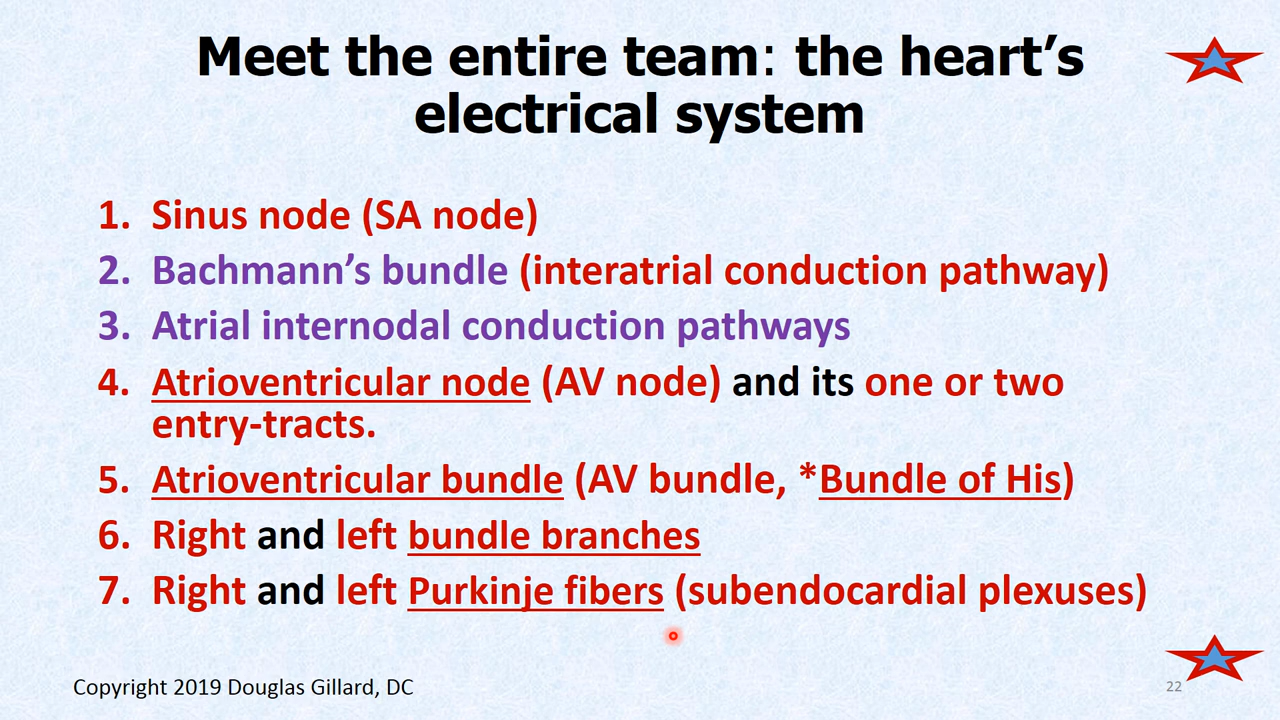 Meet the entire team: the heart’s
electrical system
1. Sinus node (SA node)
2. Bachmann’s bundle (interatrial conduction pathway)
3. Atrial internodal conduction pathways
4. Atrioventricular node (AV node) and its one or two
entry-tracts.
5. Atrioventricular bundle (AV bundle, *Bundle of His)
6. Right and left bundle branches
7. Right and left Purkinje fibers (subendocardial plexuses)
Copyright 2019 Douglas Gillard, DC
22